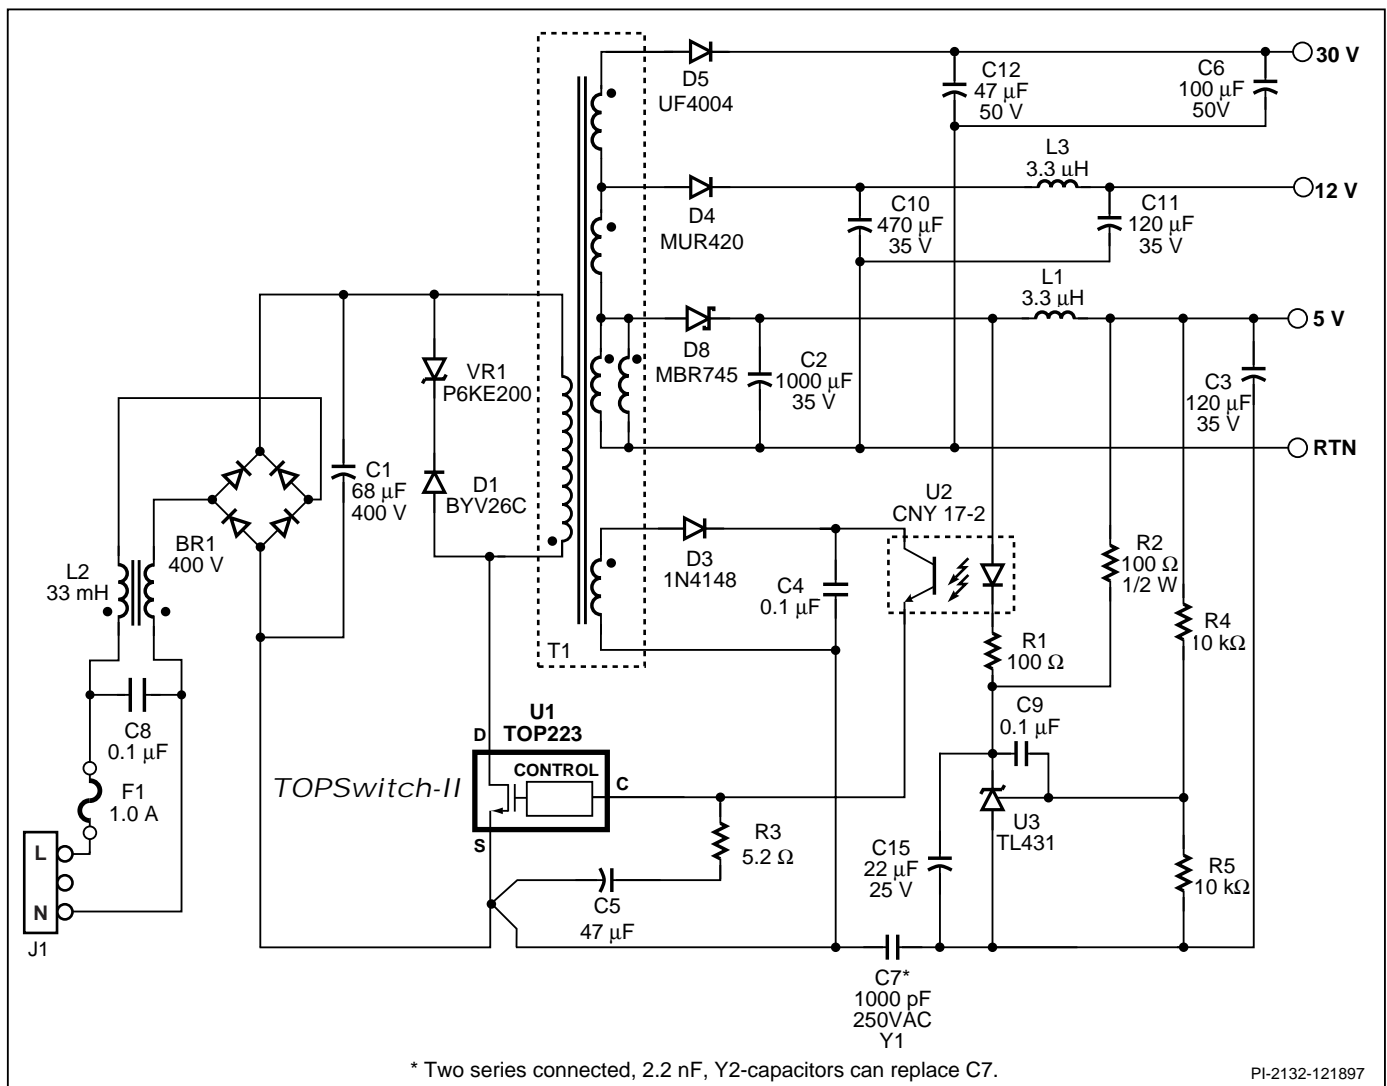 30 V
D5
UF4004
C12
47 µF
50 V
C6
100 µF
50V
L3
3.3 µH
12 V
D4
MUR420
C10
470 µF
35 V
C11
120 µF
35 V
L1
3.3 µH
5 V
D8
MBR745
C2
1000 µF
35 V
C3
120 µF
35 V
VR1
P6KE200
RTN
C1
68 µF
400 V
D1
BYV26C
BR1
400 V
L2
33 mH
U2
CNY 17-2
D3
1N4148
C4
0.1 µF
R2
100 Ω
1/2 W
R1
100 Ω
R4
10 kΩ
T1
C8
0.1 µF
F1
1.0 A
U1
TOP223
D
CONTROL
C
S
TOPSwitch-II
C9
0.1 µF
U3
TL431
R3
5.2 Ω
C15
22 µF
25 V
R5
10 kΩ
L
N
J1
C5
47 µF
C7*
1000 pF
250VAC
Y1
* Two series connected, 2.2 nF, Y2-capacitors can replace C7.
PI-2132-121897